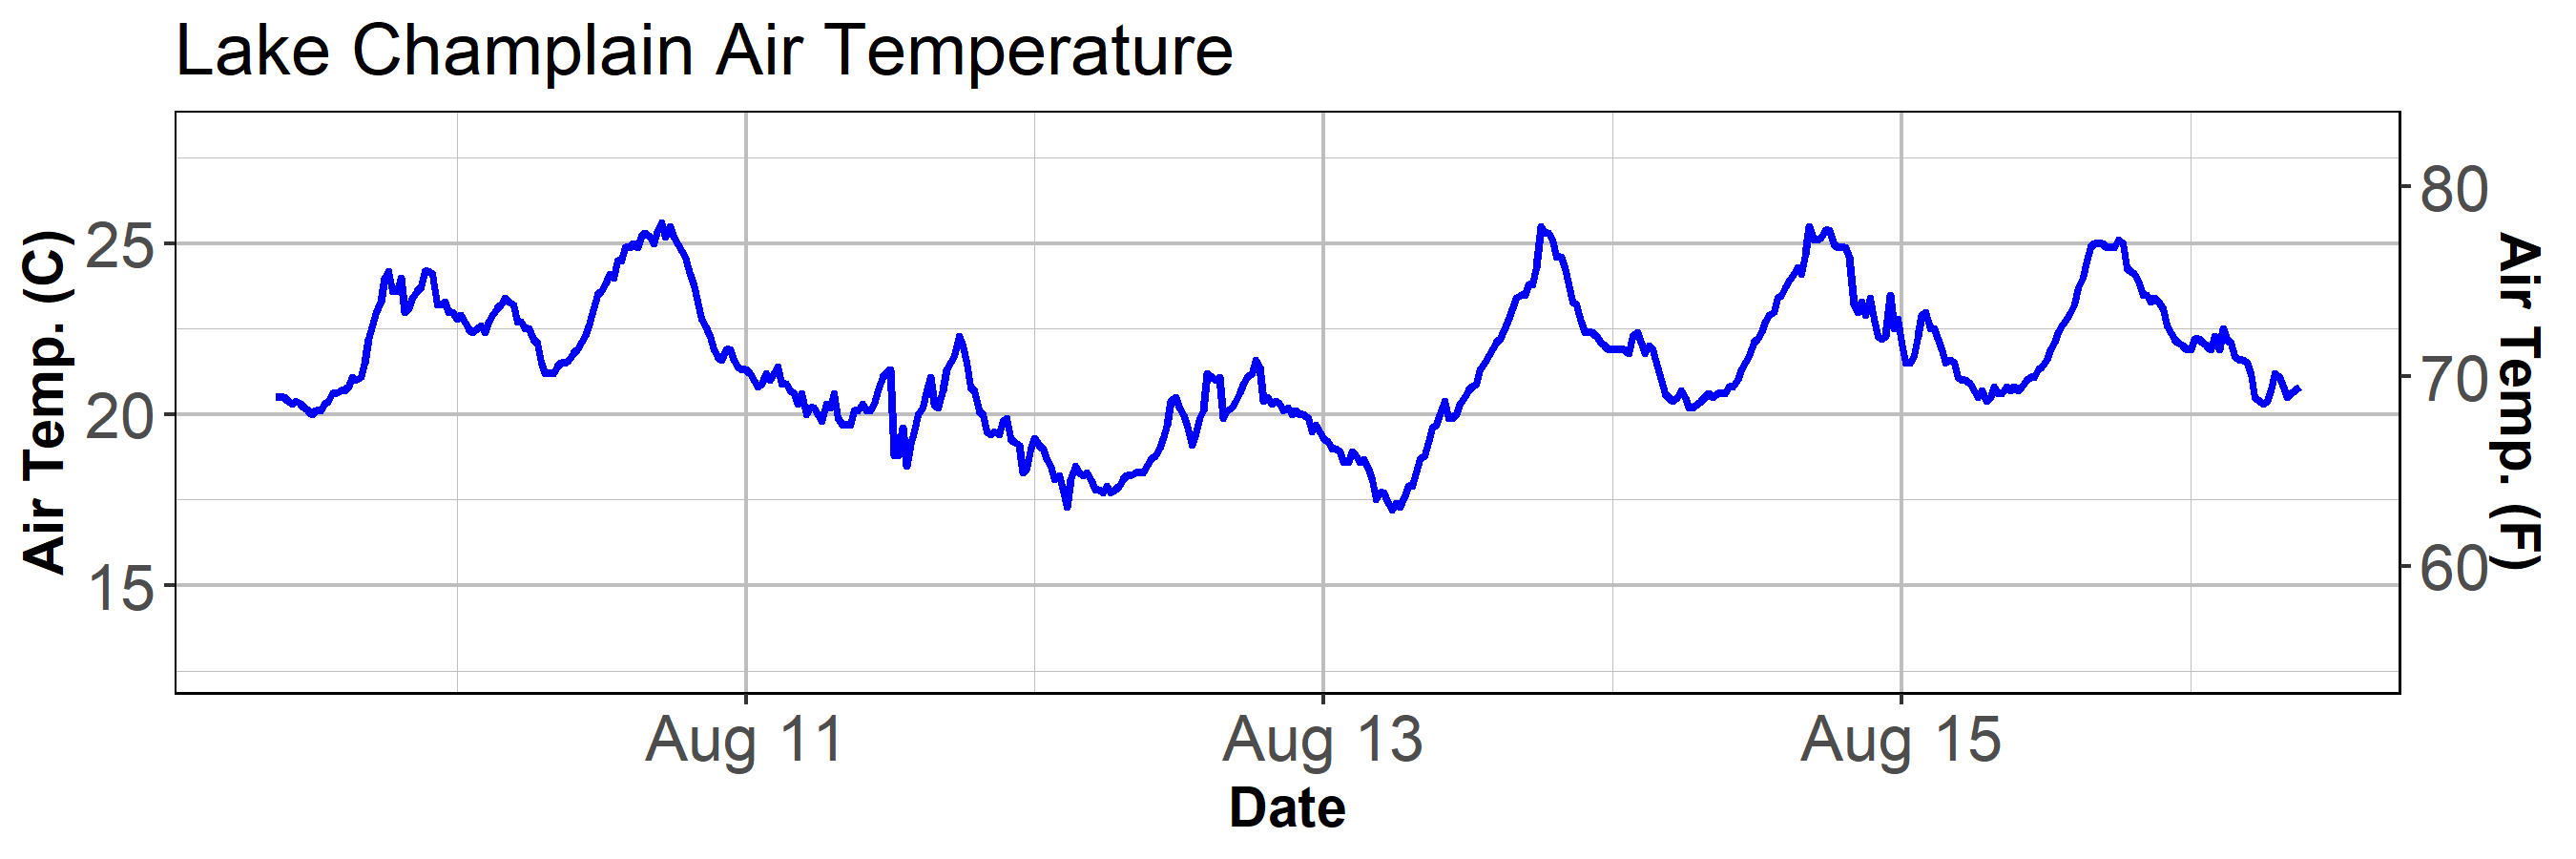 Lake Champlain Air Temperature
Air Temp. (C)
25
20
15
80
70
60
Air Temp. (F)
Aug 11
Aug 13
Aug 15
Date